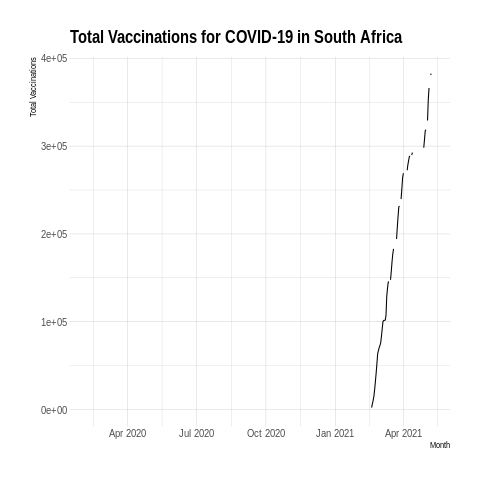 Total Vaccinations for COVID-19 in South Africa
Total Vaccinations
4e+05
3e+05
2e+05
1e+05
0e+00
Apr 2020 Jul 2020 Oct 2020 Jan 2021 Apr 2021
Month